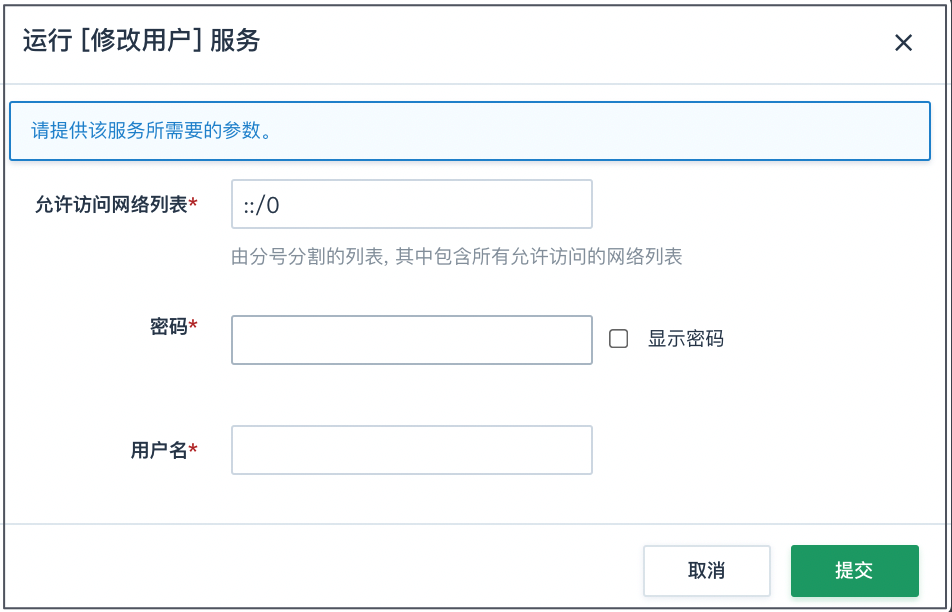 运行 [修改用户] 服务
请提供该服务所需要的参数。
允许访问网络列表* ::/0
由分号分割的列表, 其中包含所有允许访问的网络列表
密码* 显示密码
用户名*
取消 提交